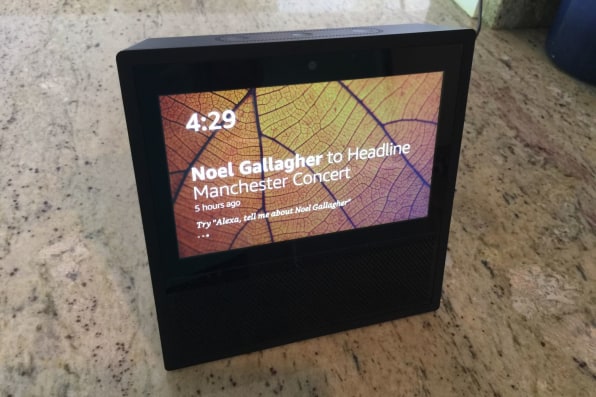 4:29
Noel Gallagher to Headline
Manchester Concert
5 hours ago
Try "Alexa, tell me about Noel Gallagher"